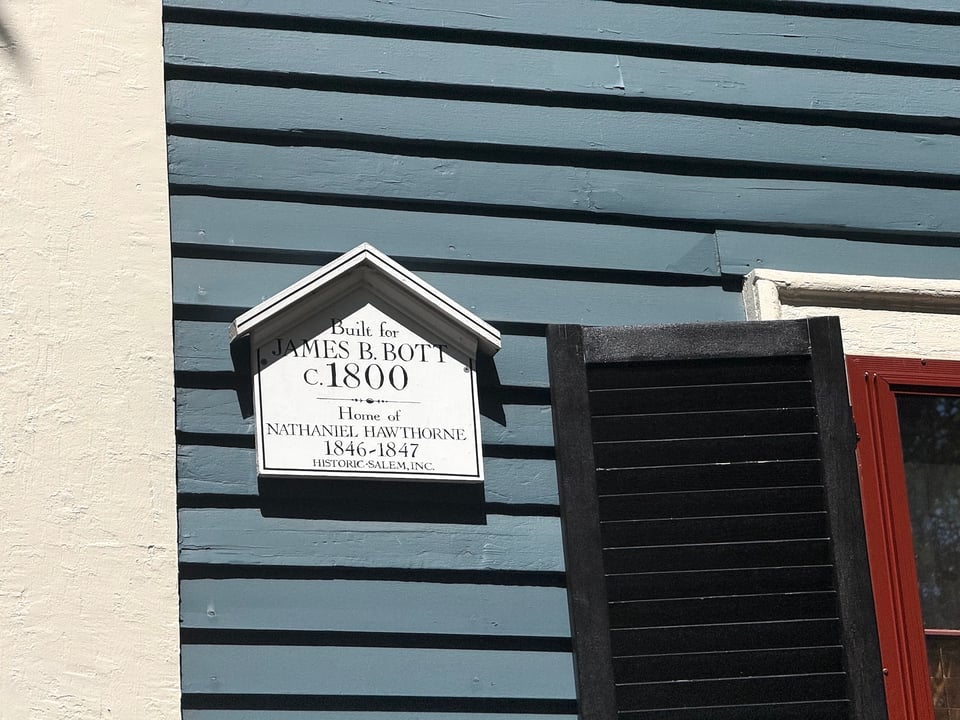 Built for
JAMES B. BOTT
C. 1800
Home of
NATHANIEL HAWTHORNE
1846-1847
HISTORIC·SALEM, INC.